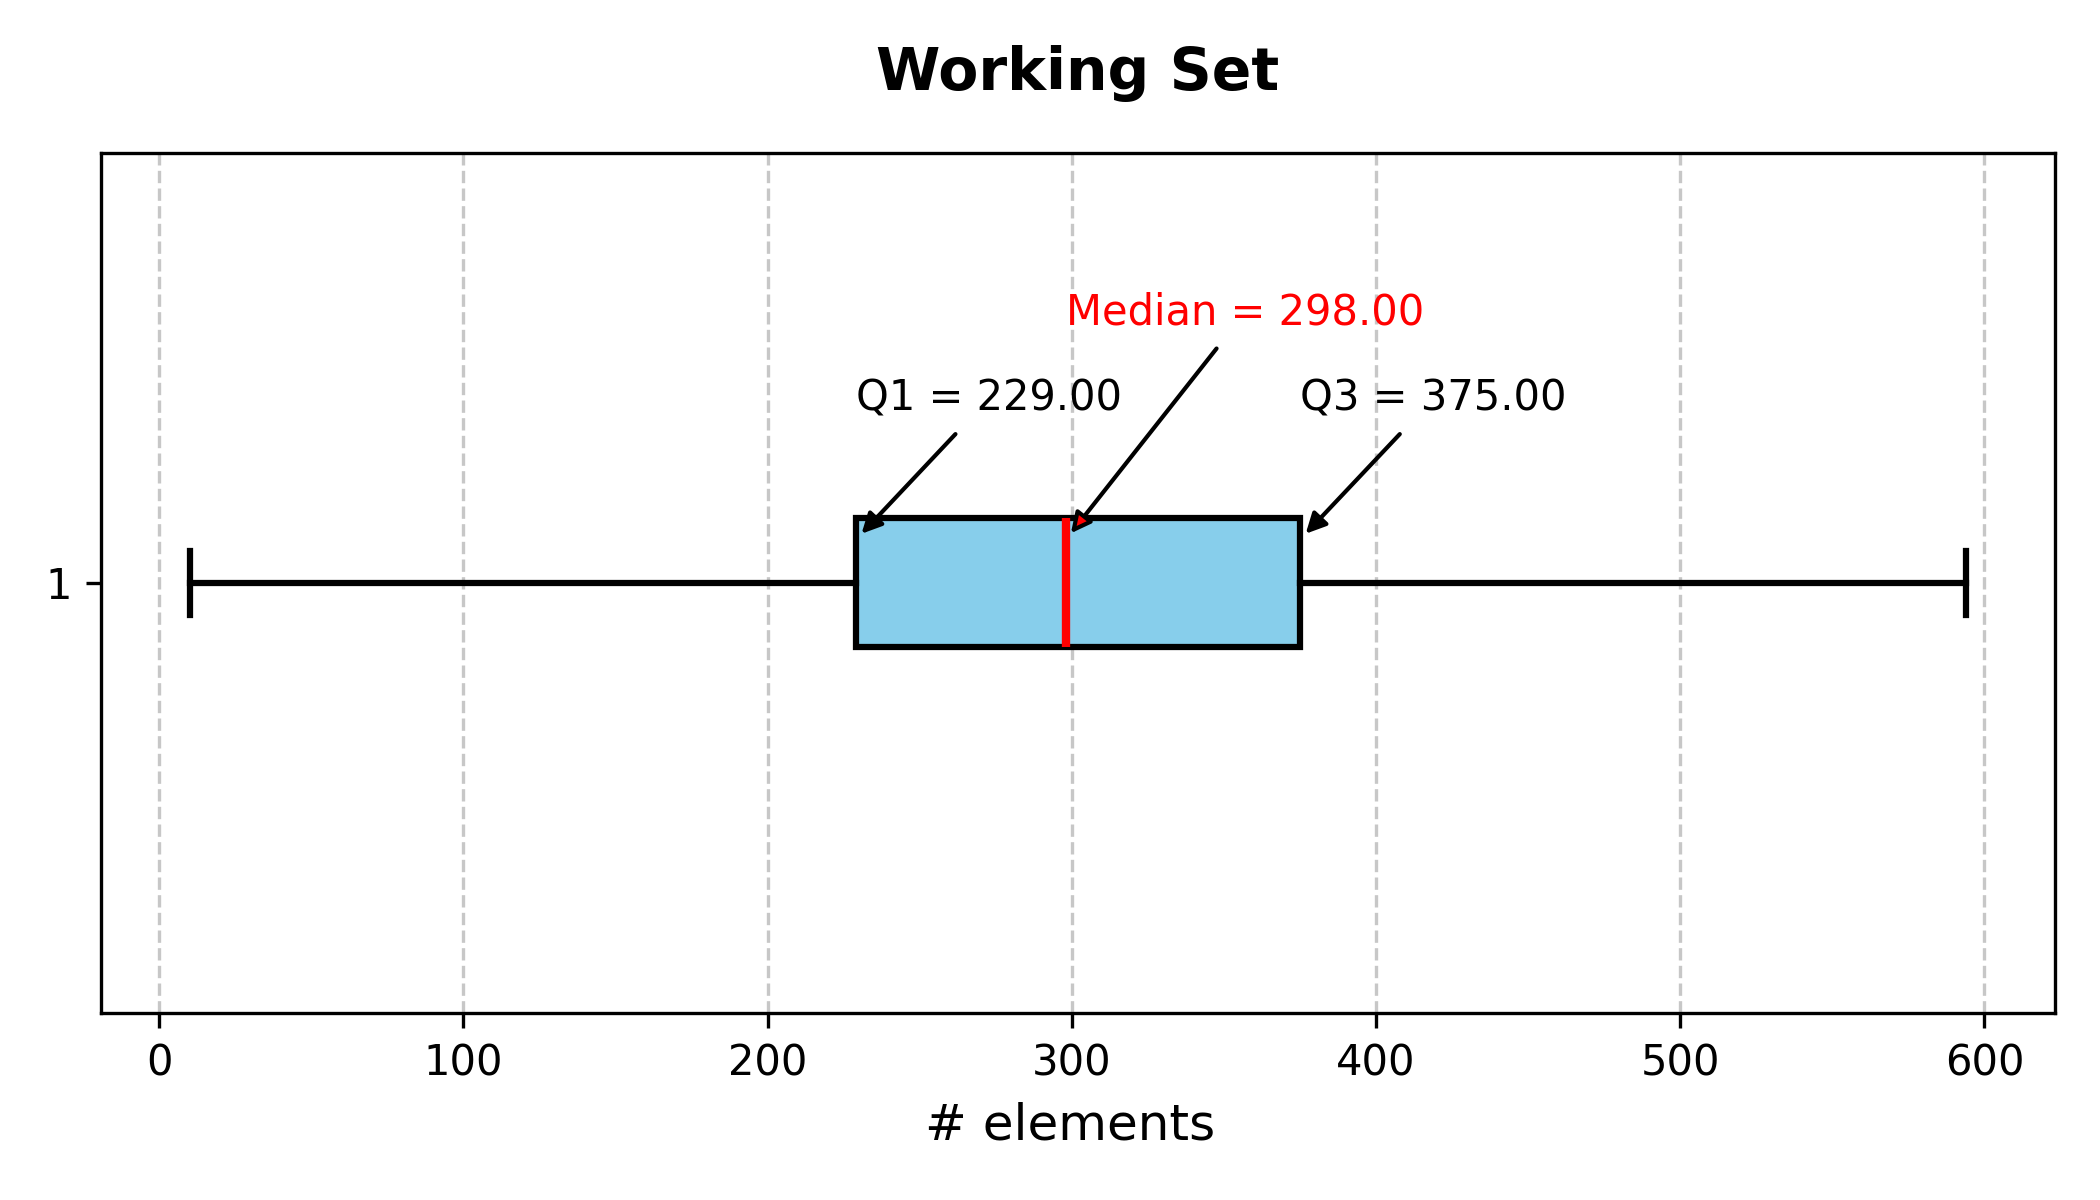 Working Set
Median = 298.00
Q1 = 229.00
Q3 = 375.00
1
0 100 200 300 400 500 600
# elements